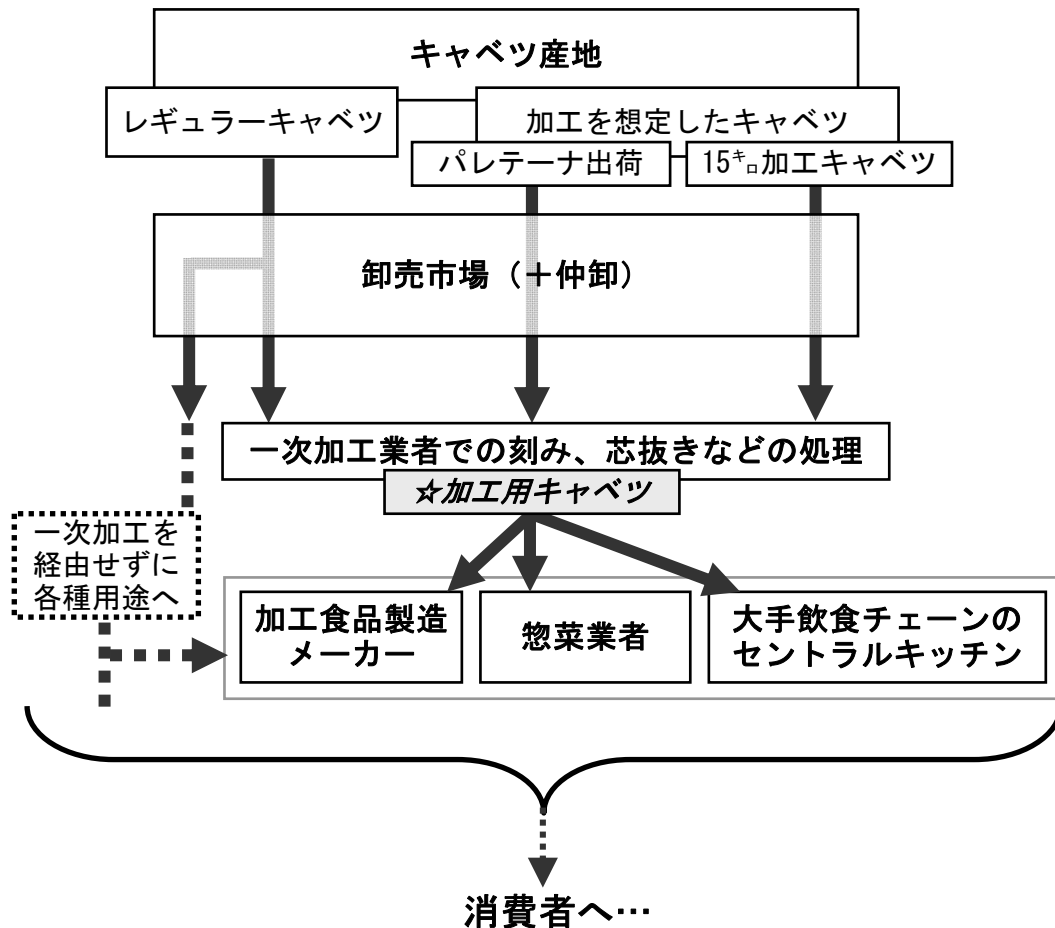 キャベツ産地
レギュラーキャベツ
加工を想定したキャベツ
パレテーナ出荷
15㌔加工キャベツ
卸売市場（＋仲卸）
一次加工業者での刻み、芯抜きなどの処理
☆加工用キャベツ
一次加工を
経由せずに
各種用途へ
加工食品製造
メーカー
惣菜業者
大手飲食チェーンの
セントラルキッチン
消費者へ…